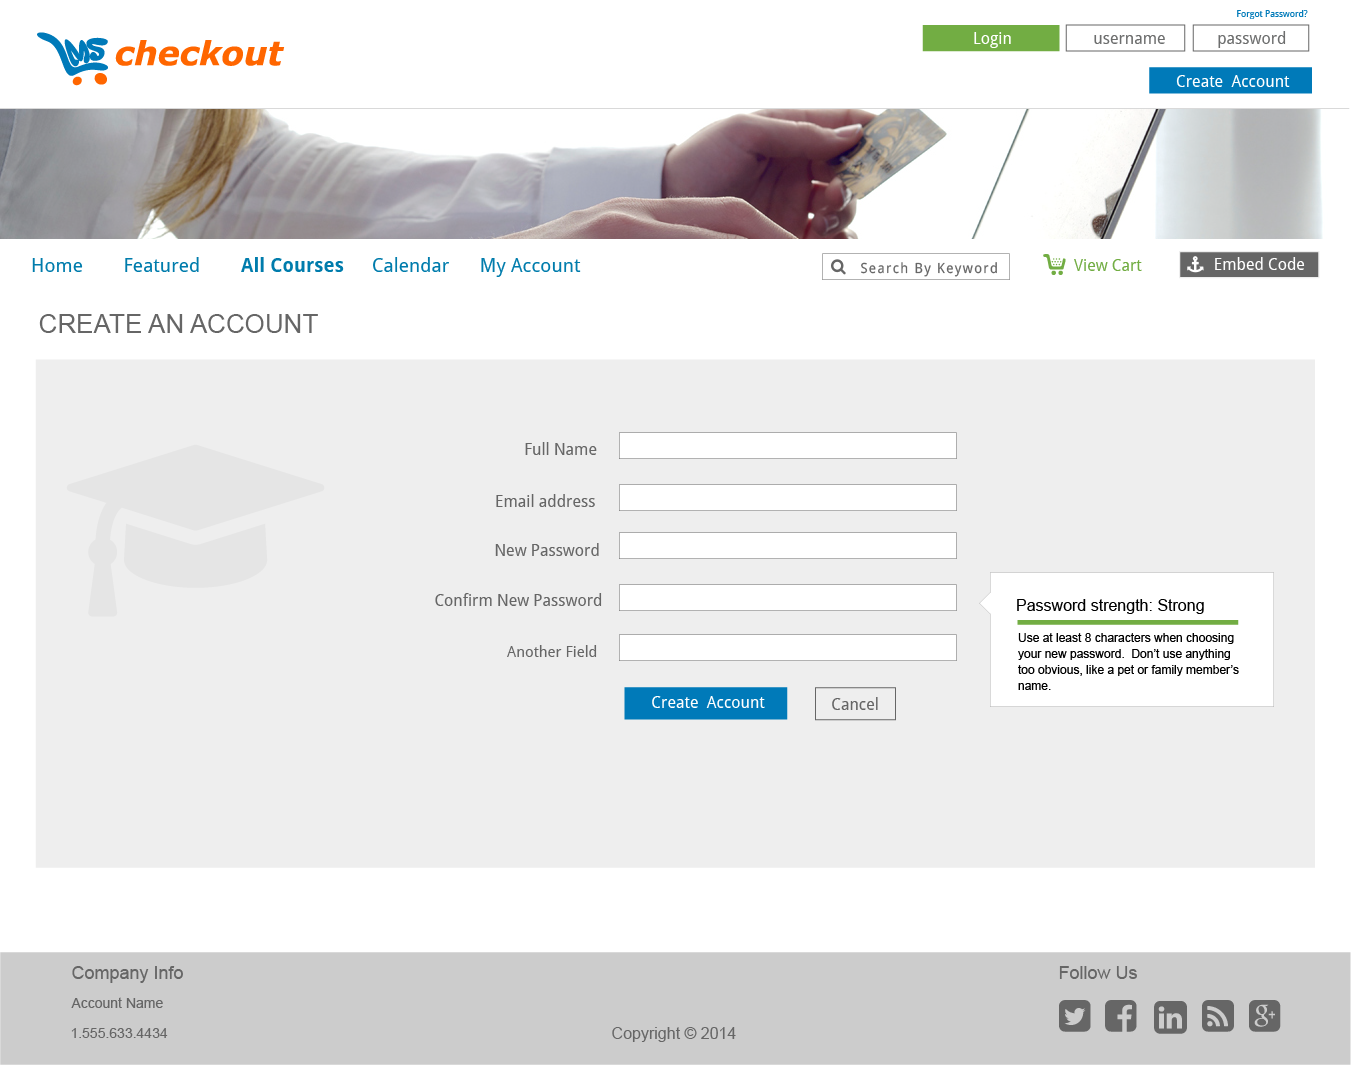 Forgot Password?
LMS checkout
Login
username
password
Create Account
Home
Featured
All Courses
Calendar
My Account
Search By Keyword
View Cart
Embed Code
CREATE AN ACCOUNT
Full Name
Email address
New Password
Confirm New Password
Another Field
Create Account
Cancel
Password strength: Strong
Use at least 8 characters when choosing
your new password. Don't use anything
too obvious, like a pet or family member's
name.
Company Info
Account Name
1.555.633.4434
Copyright © 2014
Follow Us